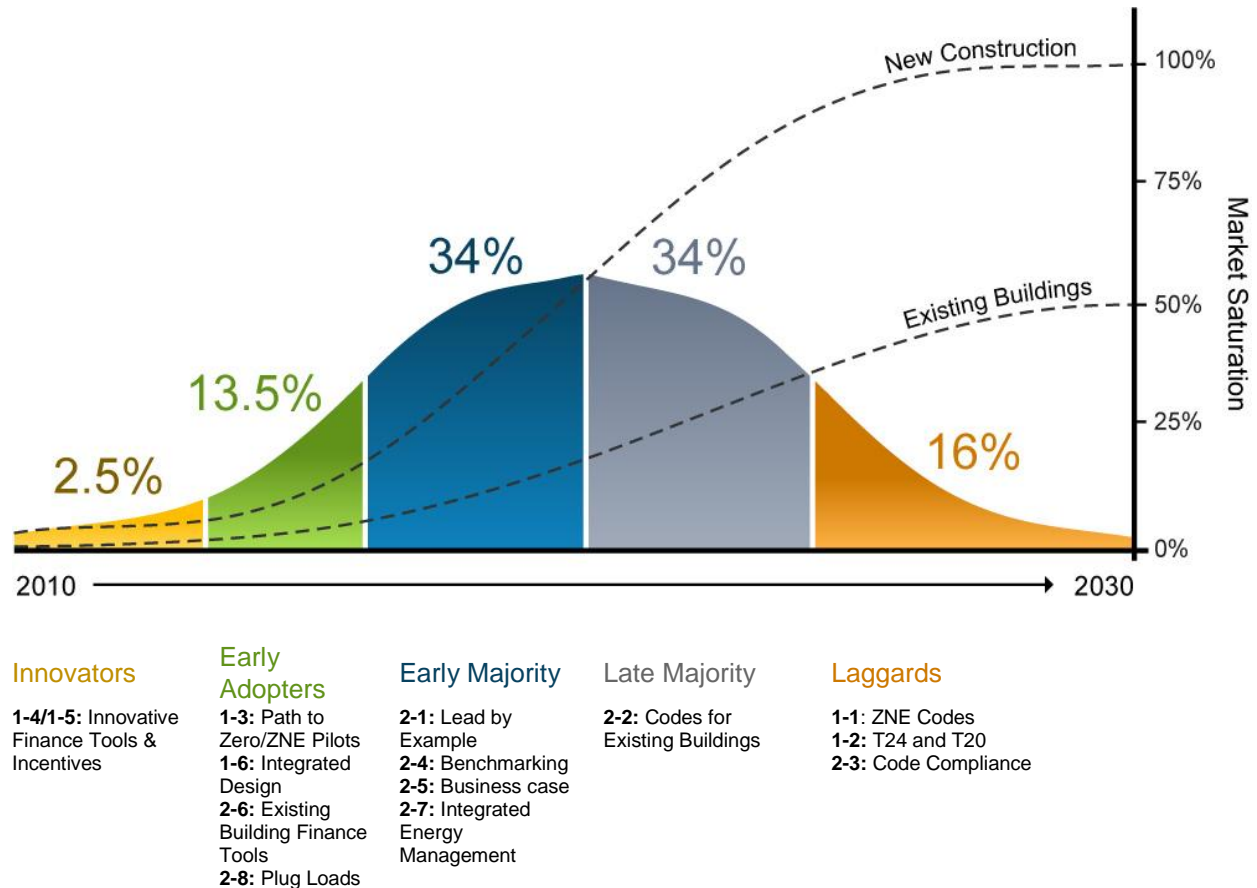 New Construction
100%
75%
Market Saturation
34%
34%
Existing Buildings
50%
13.5%
25%
2.5%
16%
0%
2010
2030
Innovators
1-4/1-5: Innovative
Finance Tools &
Incentives
Early
Adopters
1-3: Path to
Zero/ZNE Pilots
1-6: Integrated
Design
2-6: Existing
Building Finance
Tools
2-8: Plug Loads
Early Majority
2-1: Lead by
Example
2-4: Benchmarking
2-5: Business case
2-7: Integrated
Energy
Management
Late Majority
2-2: Codes for
Existing Buildings
Laggards
1-1: ZNE Codes
1-2: T24 and T20
2-3: Code Compliance